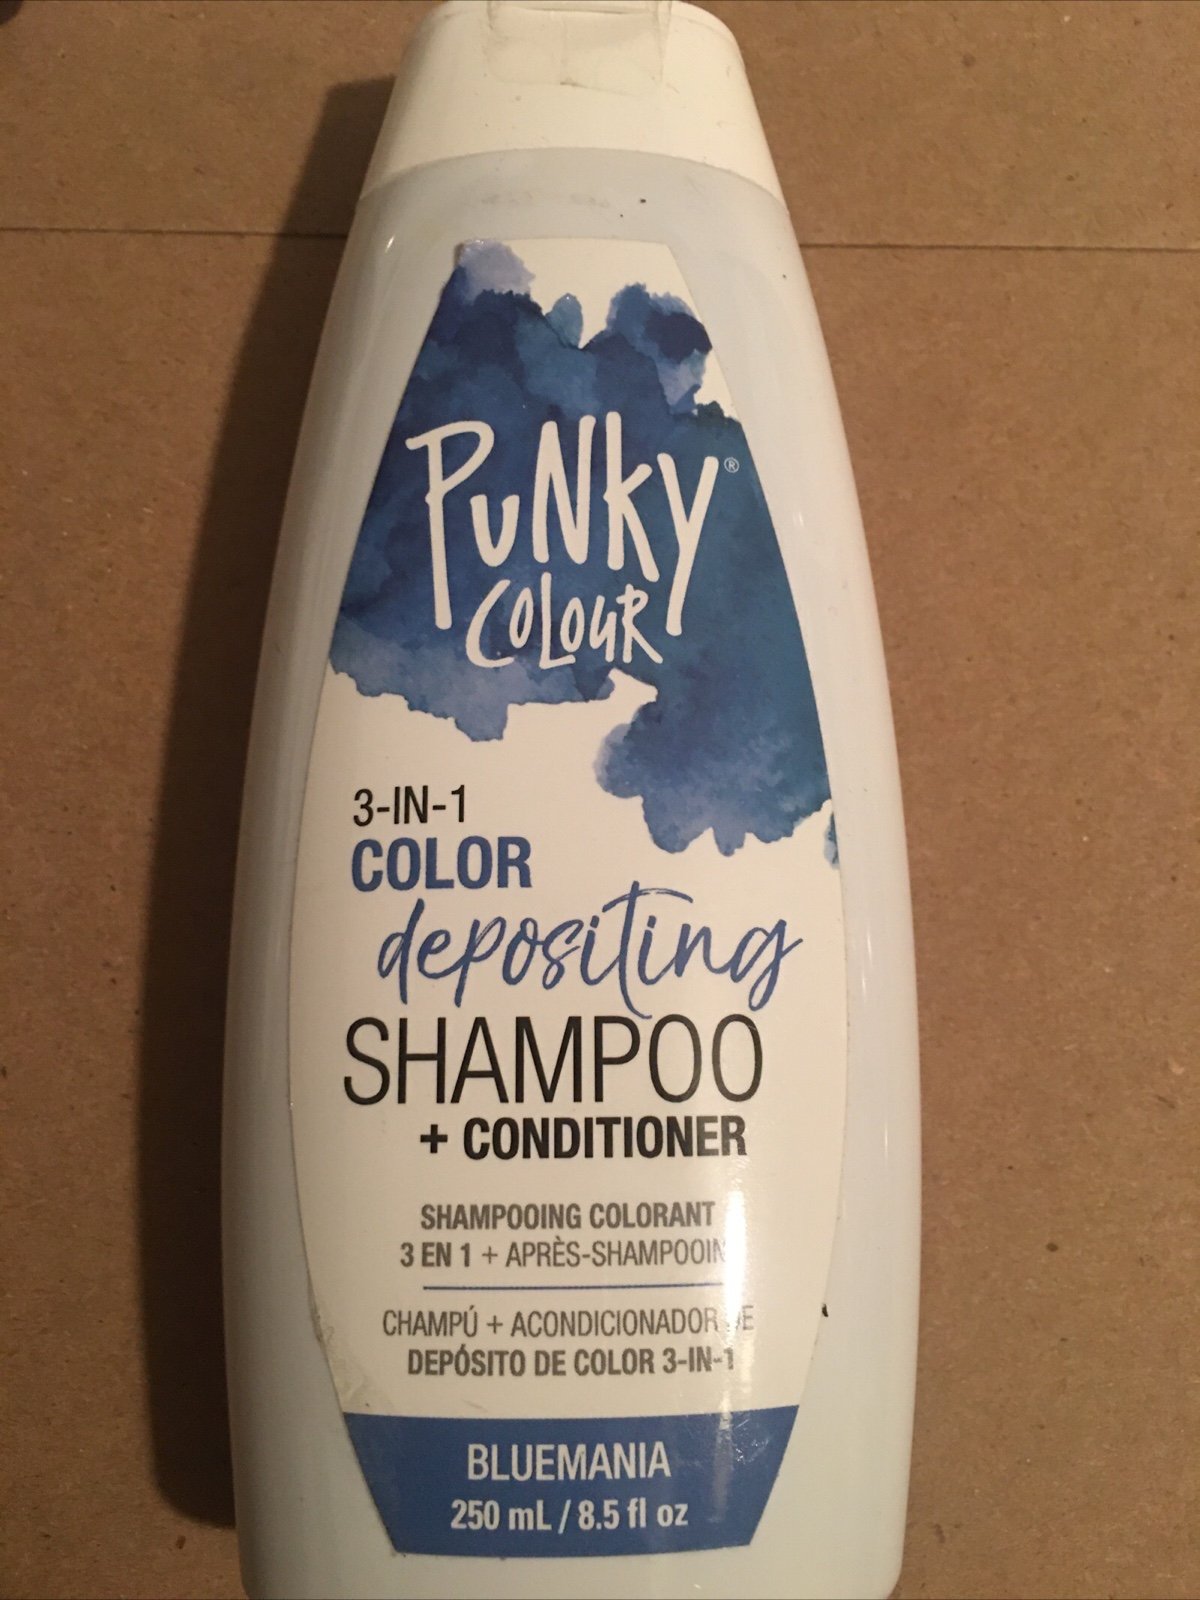 PUNKY®
COLOUR
3-IN-1
COLOR
depositing
SHAMPOO
+ CONDITIONER
SHAMPOOING COLORANT
3 EN 1 + APRÈS-SHAMPOOIN
CHAMPÚ + ACONDICIONADOR DE
DEPÓSITO DE COLOR 3-IN-1
BLUEMANIA
250 mL / 8.5 fl oz